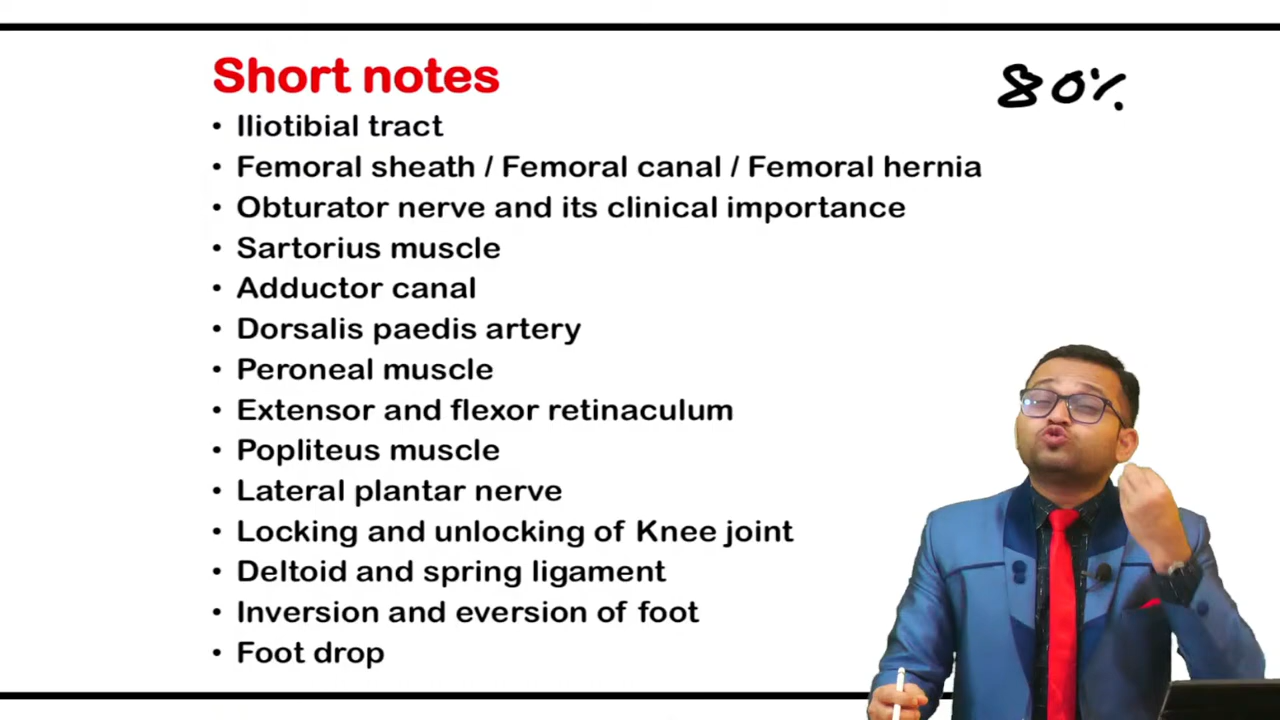 Short notes
80%
• Iliotibial tract
• Femoral sheath / Femoral canal / Femoral hernia
• Obturator nerve and its clinical importance
• Sartorius muscle
• Adductor canal
• Dorsalis paedis artery
• Peroneal muscle
• Extensor and flexor retinaculum
• Popliteus muscle
• Lateral plantar nerve
• Locking and unlocking of Knee joint
• Deltoid and spring ligament
• Inversion and eversion of foot
• Foot drop